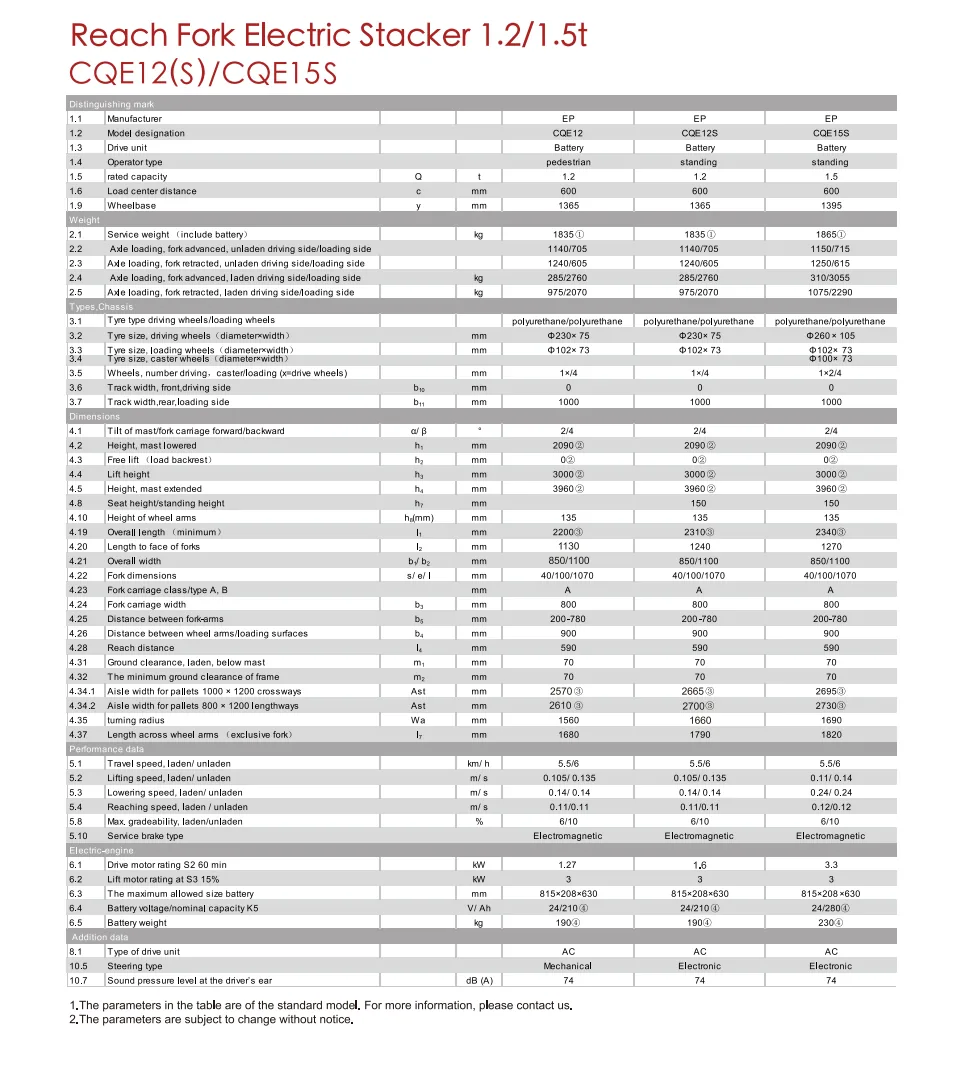 Reach Fork Electric Stacker 1.2/1.5t
CQE12(S)/CQE15S
Distinguishing mark
1.1 Manufacturer EP EP EP
1.2 Model designation CQE12 CQE12S CQE15S
1.3 Drive unit Battery Battery Battery
1.4 Operator type pedestrian standing standing
1.5 rated capacity Q t 1.2 1.2 1.5
1.6 Load center distance c mm 600 600 600
1.9 Wheelbase y mm 1365 1365 1395
Weight
2.1 Service weight （include battery） kg 1835① 1835① 1865①
2.2 Axle loading, fork advanced, unladen driving side/loading side 1140/705 1140/705 1150/715
2.3 Axle loading, fork retracted, unladen driving side/loading side 1240/605 1240/605 1250/615
2.4 Axle loading, fork advanced, laden driving side/loading side kg 285/2760 285/2760 310/3055
2.5 Axle loading, fork retracted, laden driving side/loading side kg 975/2070 975/2070 1075/2290
Types,Chassis
3.1 Tyre type driving wheels/loading wheels polyurethane/polyurethane polyurethane/polyurethane polyurethane/polyurethane
3.2 Tyre size, driving wheels（diameter×width） mm Φ230× 75 Φ230× 75 Φ260 × 105
3.3 Tyre size, loading wheels（diameter×width） mm Φ102× 73 Φ102× 73 Φ102× 73
3.4 Tyre size, caster wheels（diameter×width） Φ100× 73
3.5 Wheels, number driving，caster/loading (x=drive wheels) mm 1×/4 1×/4 1×2/4
3.6 Track width, front,driving side b₁₀ mm 0 0 0
3.7 Track width,rear,loading side b₁₁ mm 1000 1000 1000
Dimensions
4.1 Tilt of mast/fork carriage forward/backward α/ β ° 2/4 2/4 2/4
4.2 Height, mast lowered h₁ mm 2090② 2090② 2090②
4.3 Free lift （load backrest） h₂ mm 0② 0② 0②
4.4 Lift height h₃ mm 3000② 3000② 3000②
4.5 Height, mast extended h₄ mm 3960② 3960② 3960②
4.8 Seat height/standing height h₇ mm 150 150
4.10 Height of wheel arms h₈(mm) mm 135 135 135
4.19 Overall length （minimum） l₁ mm 2200③ 2310③ 2340③
4.20 Length to face of forks l₂ mm 1130 1240 1270
4.21 Overall width b₁/ b₂ mm 850/1100 850/1100 850/1100
4.22 Fork dimensions s/ e/ l mm 40/100/1070 40/100/1070 40/100/1070
4.23 Fork carriage class/type A, B mm A A A
4.24 Fork carriage width b₃ mm 800 800 800
4.25 Distance between fork-arms b₅ mm 200-780 200-780 200-780
4.26 Distance between wheel arms/loading surfaces b₄ mm 900 900 900
4.28 Reach distance l₄ mm 590 590 590
4.31 Ground clearance, laden, below mast m₁ mm 70 70 70
4.32 The minimum ground clearance of frame m₂ mm 70 70 70
4.34.1 Aisle width for pallets 1000 × 1200 crossways Ast mm 2570③ 2665③ 2695③
4.34.2 Aisle width for pallets 800 × 1200 lengthways Ast mm 2610 ③ 2700③ 2730③
4.35 turning radius Wa mm 1560 1660 1690
4.37 Length across wheel arms （exclusive fork） l₇ mm 1680 1790 1820
Performance data
5.1 Travel speed, laden/ unladen km/ h 5.5/6 5.5/6 5.5/6
5.2 Lifting speed, laden/ unladen m/ s 0.105/ 0.135 0.105/ 0.135 0.11/ 0.14
5.3 Lowering speed, laden/ unladen m/ s 0.14/ 0.14 0.14/ 0.14 0.24/ 0.24
5.4 Reaching speed, laden / unladen m/ s 0.11/0.11 0.11/0.11 0.12/0.12
5.8 Max. gradeability, laden/unladen % 6/10 6/10 6/10
5.10 Service brake type Electromagnetic Electromagnetic Electromagnetic
Electric-engine
6.1 Drive motor rating S2 60 min kW 1.27 1.6 3.3
6.2 Lift motor rating at S3 15% kW 3 3 3
6.3 The maximum allowed size battery mm 815×208×630 815×208×630 815×208×630
6.4 Battery voltage/nominal capacity K5 V/ Ah 24/210④ 24/210④ 24/280④
6.5 Battery weight kg 190④ 190④ 230④
Addition data
8.1 Type of drive unit AC AC AC
10.5 Steering type Mechanical Electronic Electronic
10.7 Sound pressure level at the driver's ear dB (A) 74 74 74
1.The parameters in the table are of the standard model. For more information, please contact us.
2.The parameters are subject to change without notice.